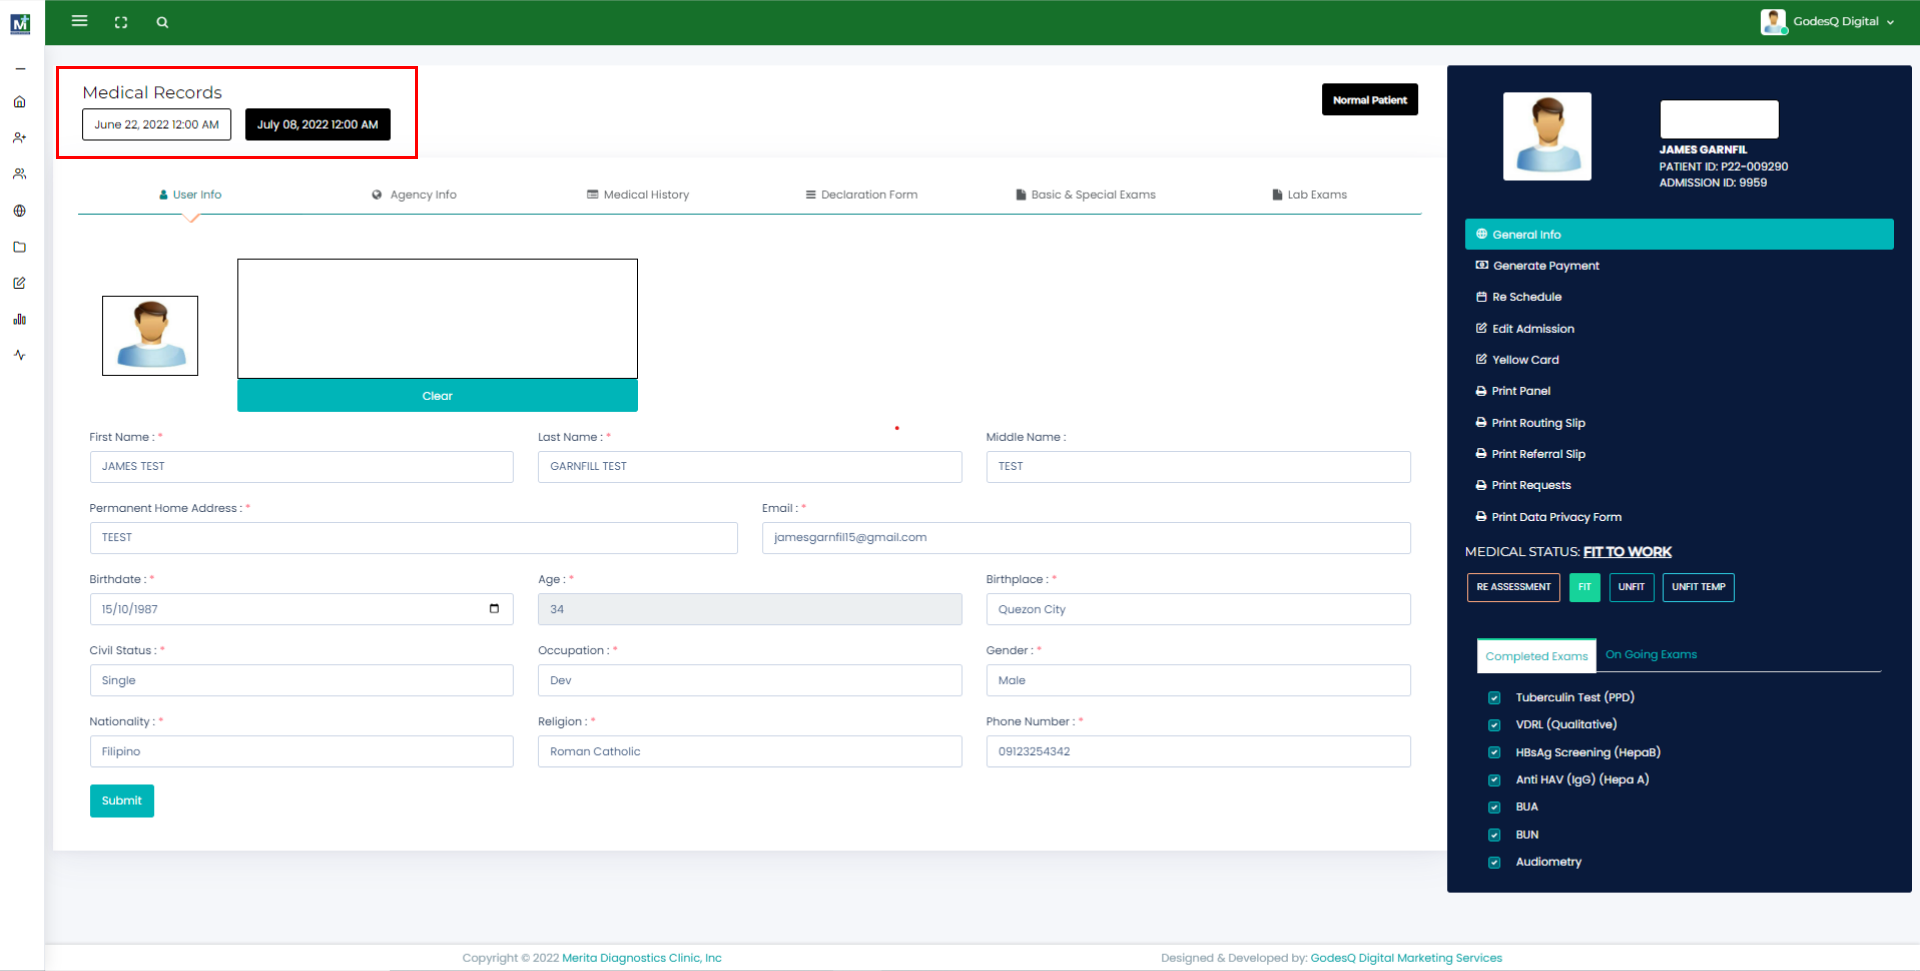 M
GodesQ Digital
Medical Records
June 22, 2022 12:00 AM
July 08, 2022 12:00 AM
Normal Patient
User Info
Agency Info
Medical History
Declaration Form
Basic & Special Exams
Lab Exams
Clear
First Name : *
Last Name : *
Middle Name :
JAMES TEST
GARNFILL TEST
TEST
Permanent Home Address : *
Email : *
TEEST
jamesgarnfil15@gmail.com
Birthdate : *
Age : *
Birthplace : *
15/10/1987
34
Quezon City
Civil Status : *
Occupation : *
Gender : *
Single
Dev
Male
Nationality : *
Religion : *
Phone Number : *
Filipino
Roman Catholic
09123254342
Submit
JAMES GARNFIL
PATIENT ID: P22-009290
ADMISSION ID: 9959
General Info
Generate Payment
Re Schedule
Edit Admission
Yellow Card
Print Panel
Print Routing Slip
Print Referral Slip
Print Requests
Print Data Privacy Form
MEDICAL STATUS: FIT TO WORK
RE ASSESSMENT
FIT
UNFIT
UNFIT TEMP
Completed Exams
On Going Exams
Tuberculin Test (PPD)
VDRL (Qualitative)
HBsAg Screening (HepaB)
Anti HAV (IgG) (Hepa A)
BUA
BUN
Audiometry
Copyright © 2022 Merita Diagnostics Clinic, Inc
Designed & Developed by: GodesQ Digital Marketing Services